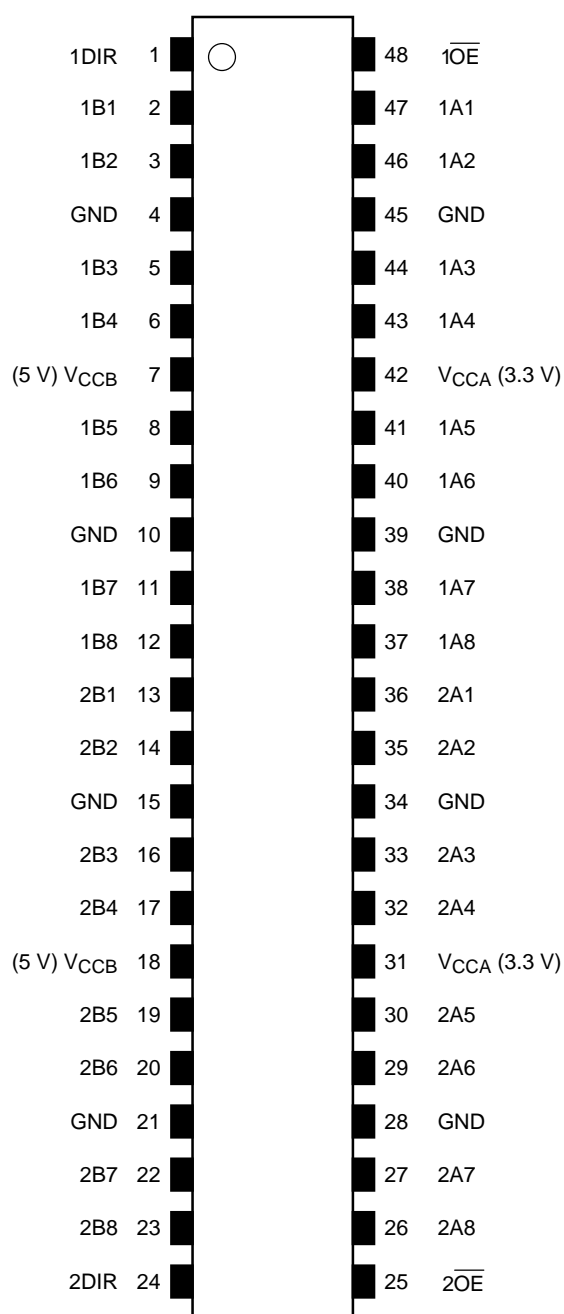 1DIR 1 48 1O̅E̅
1B1 2 47 1A1
1B2 3 46 1A2
GND 4 45 GND
1B3 5 44 1A3
1B4 6 43 1A4
(5 V) VCCB 7 42 VCCA (3.3 V)
1B5 8 41 1A5
1B6 9 40 1A6
GND 10 39 GND
1B7 11 38 1A7
1B8 12 37 1A8
2B1 13 36 2A1
2B2 14 35 2A2
GND 15 34 GND
2B3 16 33 2A3
2B4 17 32 2A4
(5 V) VCCB 18 31 VCCA (3.3 V)
2B5 19 30 2A5
2B6 20 29 2A6
GND 21 28 GND
2B7 22 27 2A7
2B8 23 26 2A8
2DIR 24 25 2O̅E̅